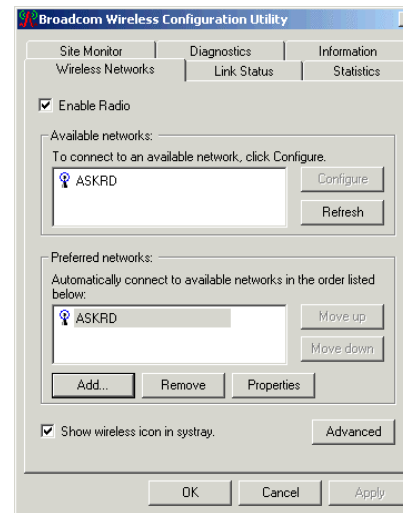 Broadcom Wireless Configuration Utility
Site Monitor Diagnostics Information
Wireless Networks Link Status Statistics
Enable Radio
Available networks:
To connect to an available network, click Configure.
ASKRD
Configure
Refresh
Preferred networks:
Automatically connect to available networks in the order listed
below:
ASKRD
Move up
Move down
Add... Remove Properties
Show wireless icon in systray.
Advanced
OK Cancel Apply